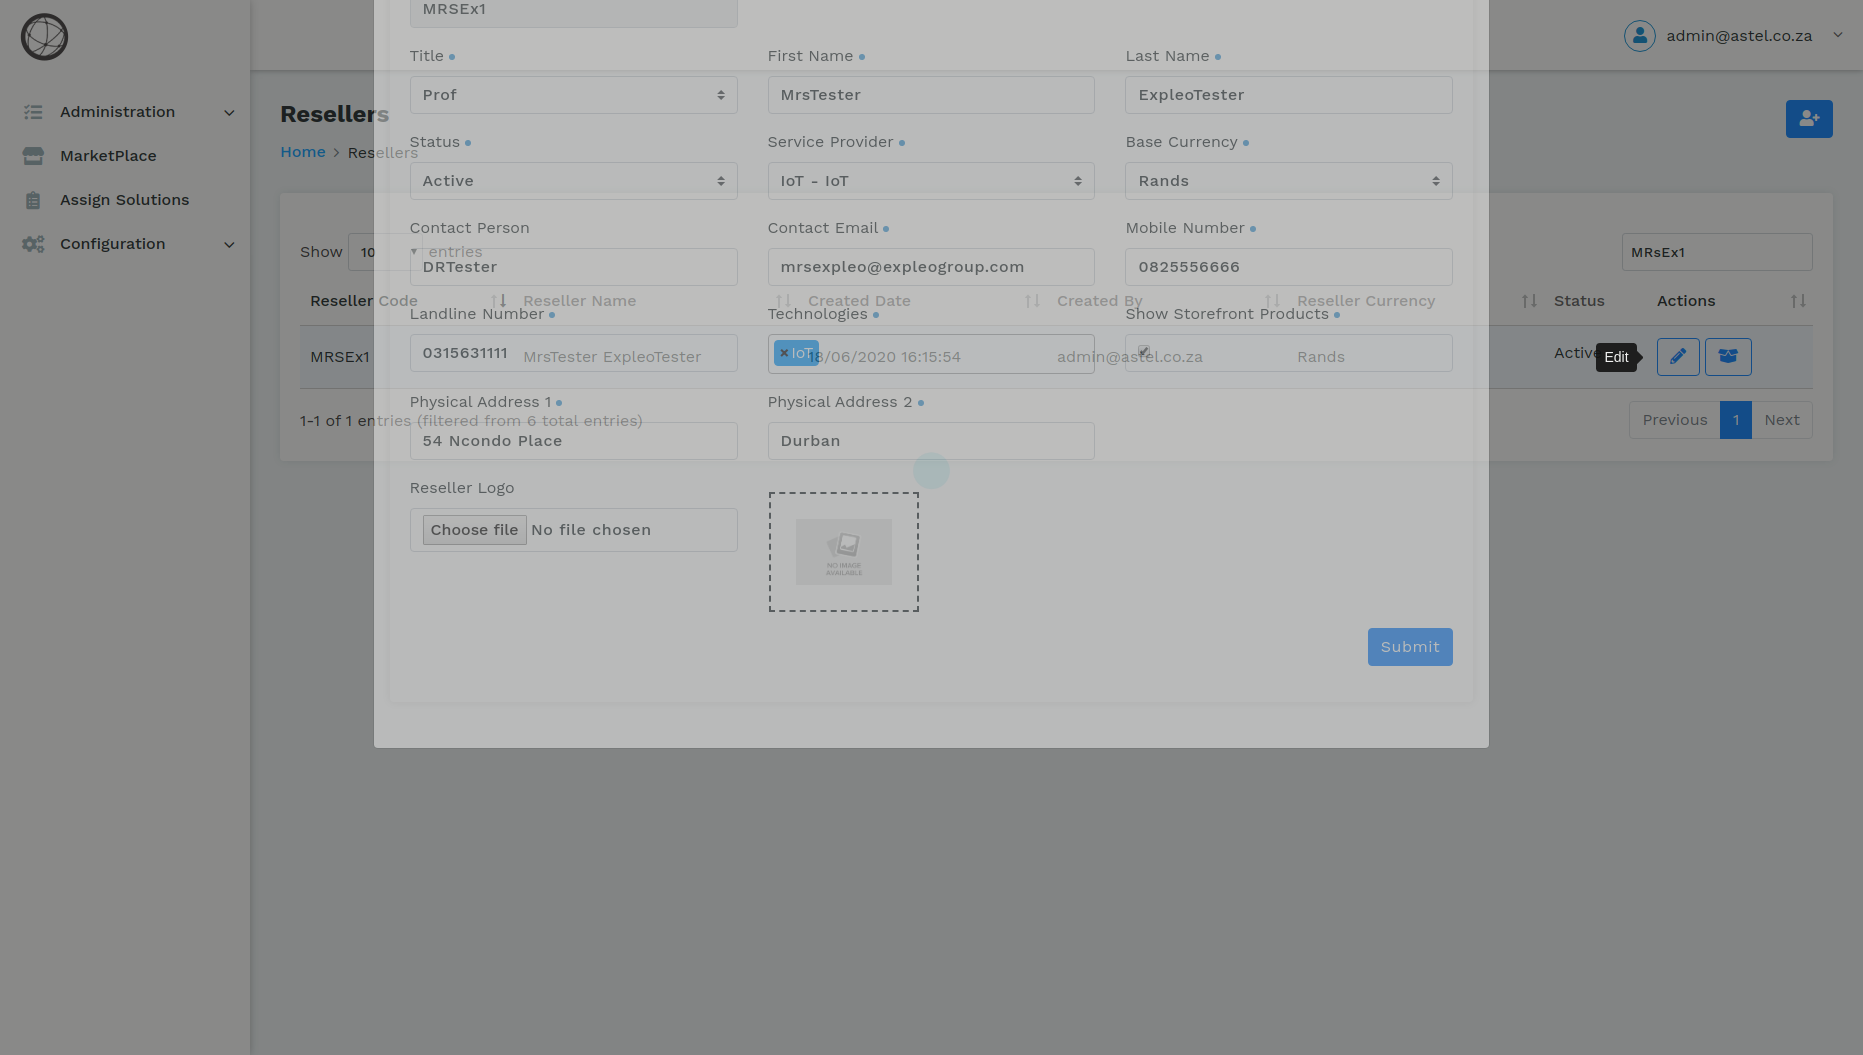 MRSEx1
admin@astel.co.za
Title First Name Last Name
Prof MrsTester ExpleoTester
Administration
Resellers
Status Service Provider Base Currency
MarketPlace
Home > Resellers
Active IoT - IoT Rands
Assign Solutions
Contact Person Contact Email Mobile Number
Configuration
Show 10 entries
MRsEx1
DRTester mrsexpleo@expleogroup.com 0825556666
Reseller Code Reseller Name Created Date Created By Reseller Currency Status Actions
Landline Number Technologies Show Storefront Products
0315631111 × IoT
MRSEx1 MrsTester ExpleoTester 18/06/2020 16:15:54 admin@astel.co.za Rands Active Edit
Physical Address 1 Physical Address 2
1-1 of 1 entries (filtered from 6 total entries) Previous 1 Next
54 Ncondo Place Durban
Reseller Logo
Choose file No file chosen
NO IMAGE
AVAILABLE
Submit